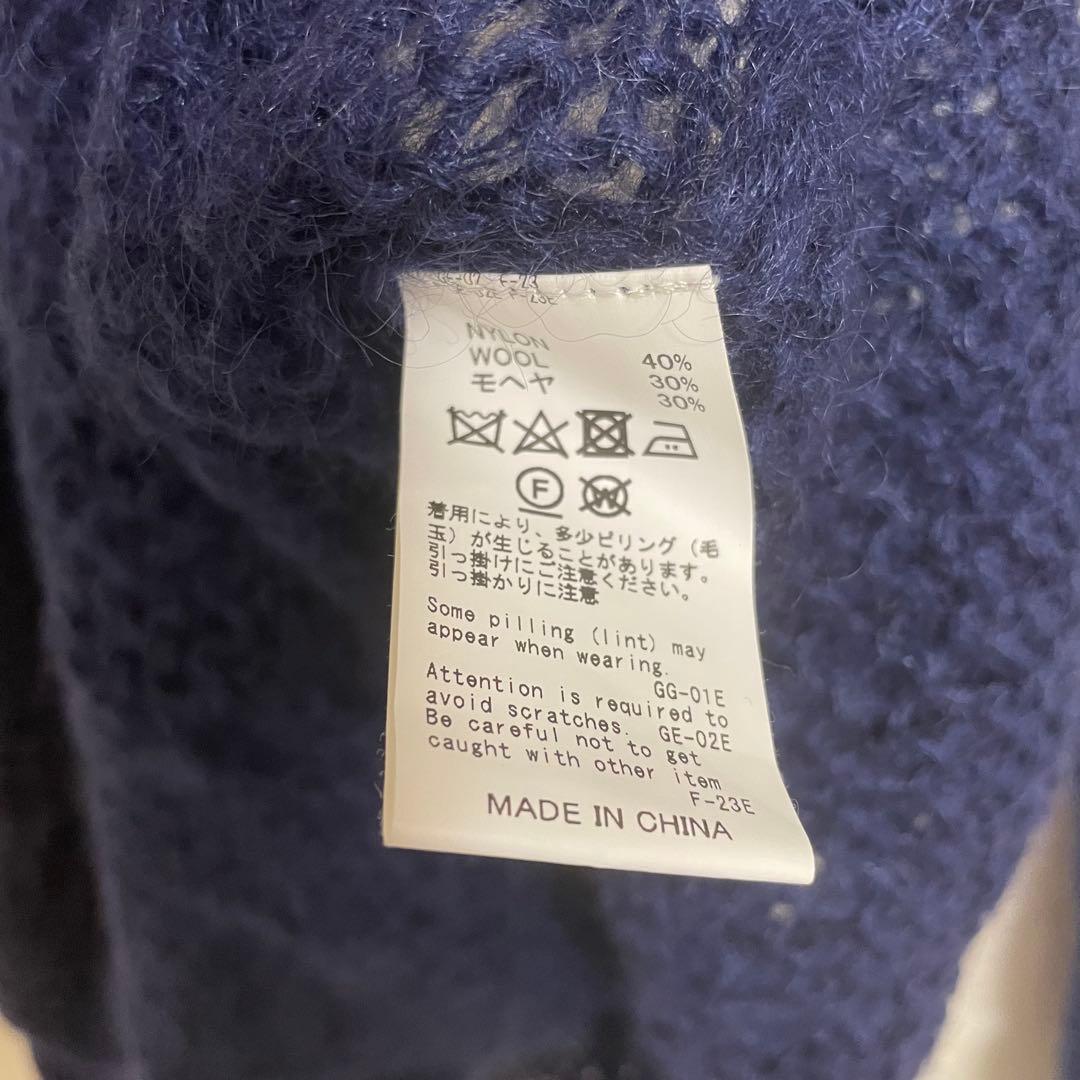 NYLON 40%
WOOL 30%
モヘヤ 30%
F W
着用により、多少ピリング（毛
玉）が生じることがあります。
引っ掛けにご注意ください。
引っ掛かりに注意
Some pilling (lint) may
appear when wearing.
GG-01E
Attention is required to
avoid scratches. GE-02E
Be careful not to get
caught with other item
F-23E
MADE IN CHINA